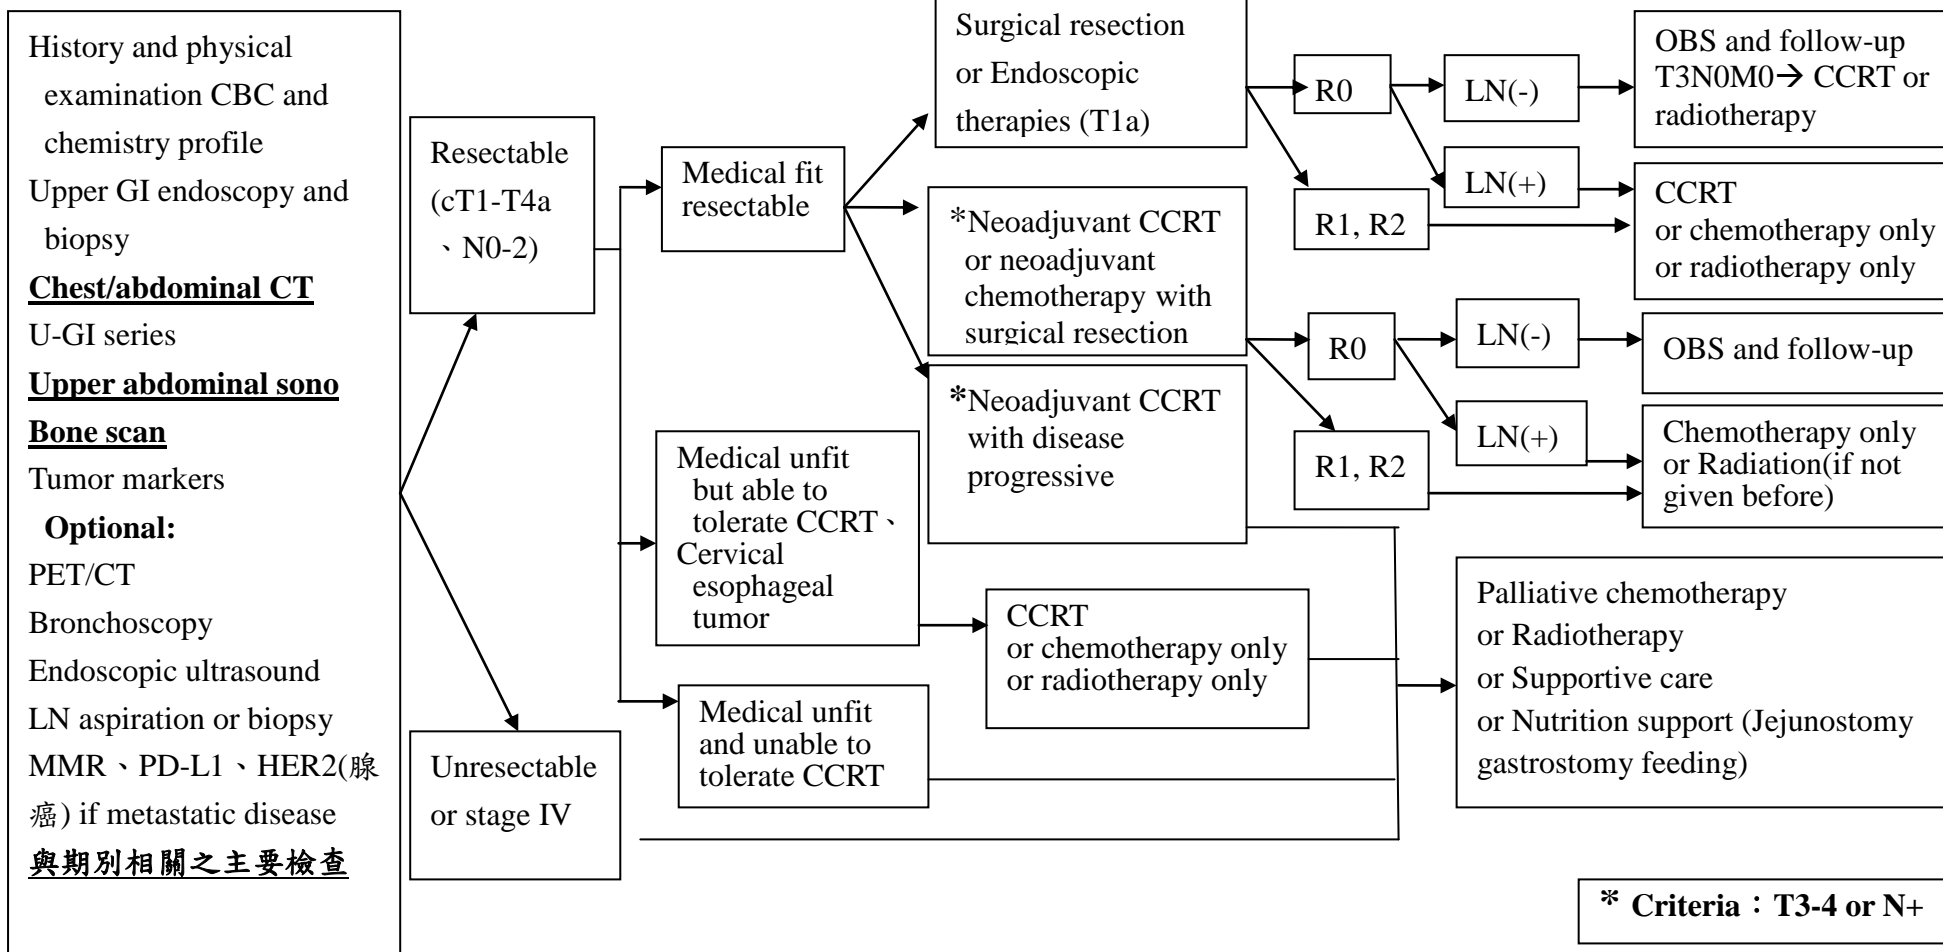 History and physical
examination CBC and
chemistry profile
Upper GI endoscopy and
biopsy
Chest/abdominal CT
U-GI series
Upper abdominal sono
Bone scan
Tumor markers
Optional:
PET/CT
Bronchoscopy
Endoscopic ultrasound
LN aspiration or biopsy
MMR、PD-L1、HER2(腺
癌) if metastatic disease
與期別相關之主要檢查
Resectable
(cT1-T4a
、N0-2)
Unresectable
or stage IV
Medical fit
resectable
Medical unfit
but able to
tolerate CCRT、
Cervical
esophageal
tumor
Medical unfit
and unable to
tolerate CCRT
Surgical resection
or Endoscopic
therapies (T1a)
*Neoadjuvant CCRT
or neoadjuvant
chemotherapy with
surgical resection
*Neoadjuvant CCRT
with disease
progressive
CCRT
or chemotherapy only
or radiotherapy only
R0
R1, R2
LN(-)
LN(+)
OBS and follow-up
T3N0M0→ CCRT or
radiotherapy
CCRT
or chemotherapy only
or radiotherapy only
R0
R1, R2
LN(-)
LN(+)
OBS and follow-up
Chemotherapy only
or Radiation(if not
given before)
Palliative chemotherapy
or Radiotherapy
or Supportive care
or Nutrition support (Jejunostomy
gastrostomy feeding)
* Criteria：T3-4 or N+